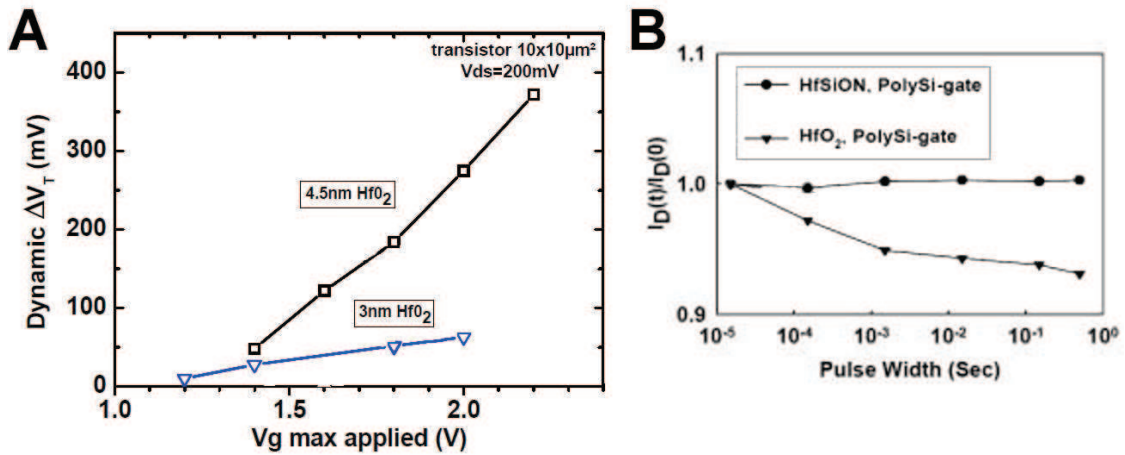 A
transistor 10x10µm²
Vds=200mV
Dynamic ΔV_T (mV)
400
300
200
100
0
4.5nm Hf0₂
3nm Hf0₂
1.0
1.5
2.0
Vg max applied (V)
B
I_D(t)/I_D(0)
1.1
1.0
0.9
HfSiON, PolySi-gate
HfO₂, PolySi-gate
10⁻⁵
10⁻⁴
10⁻³
10⁻²
10⁻¹
10⁰
Pulse Width (Sec)